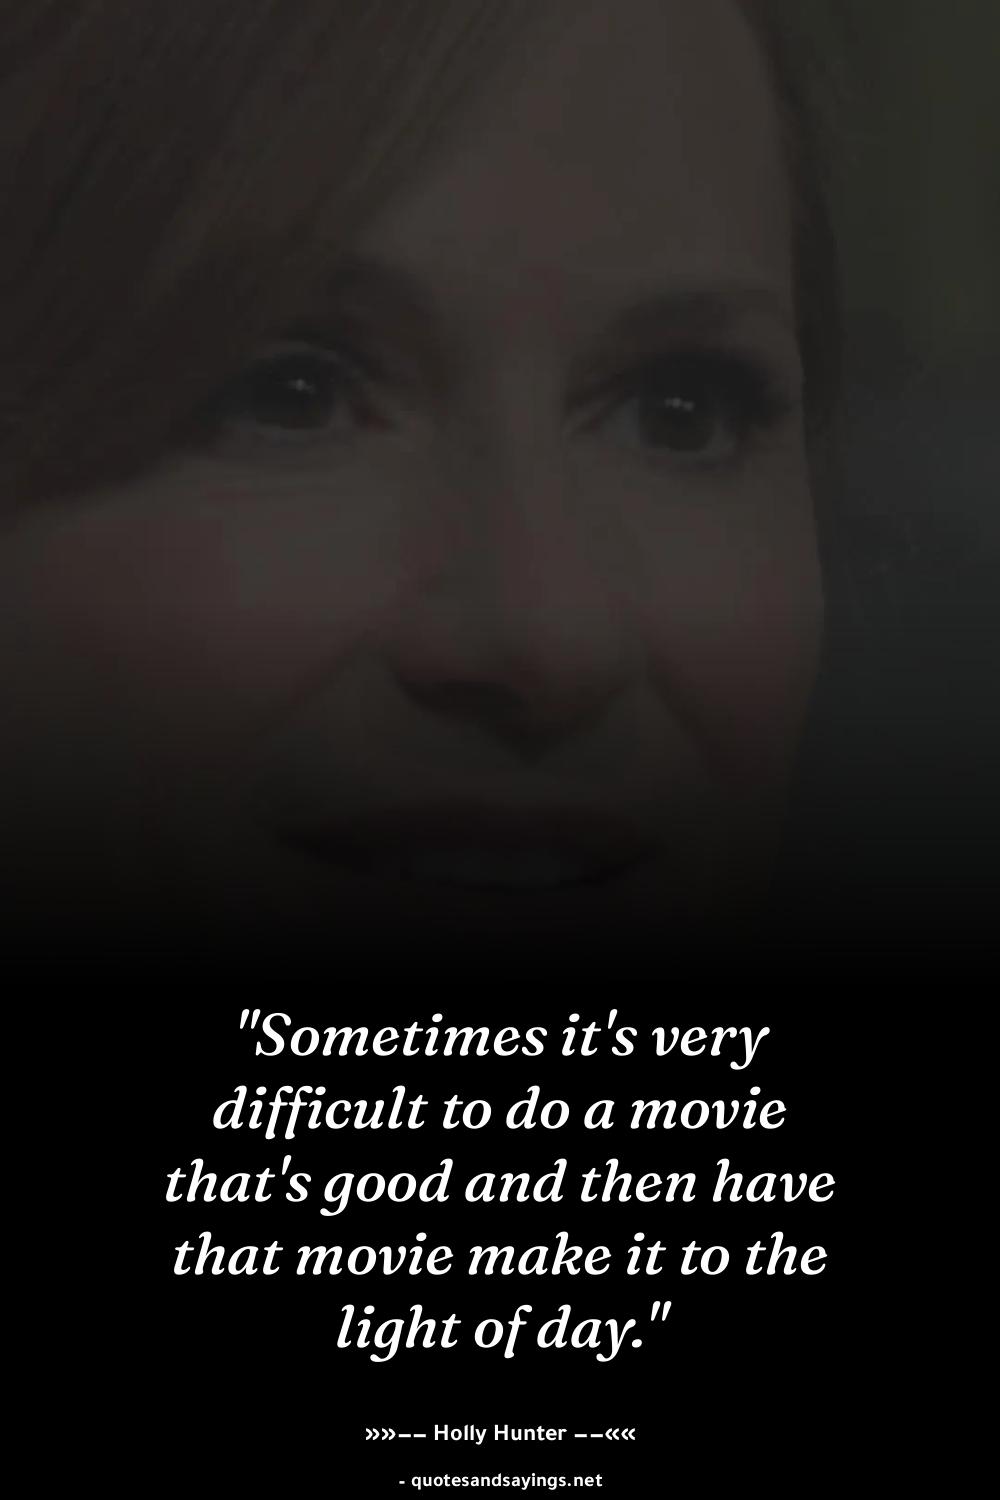 "Sometimes it's very
difficult to do a movie
that's good and then have
that movie make it to the
light of day."
»»−− Holly Hunter −−««
- quotesandsayings.net